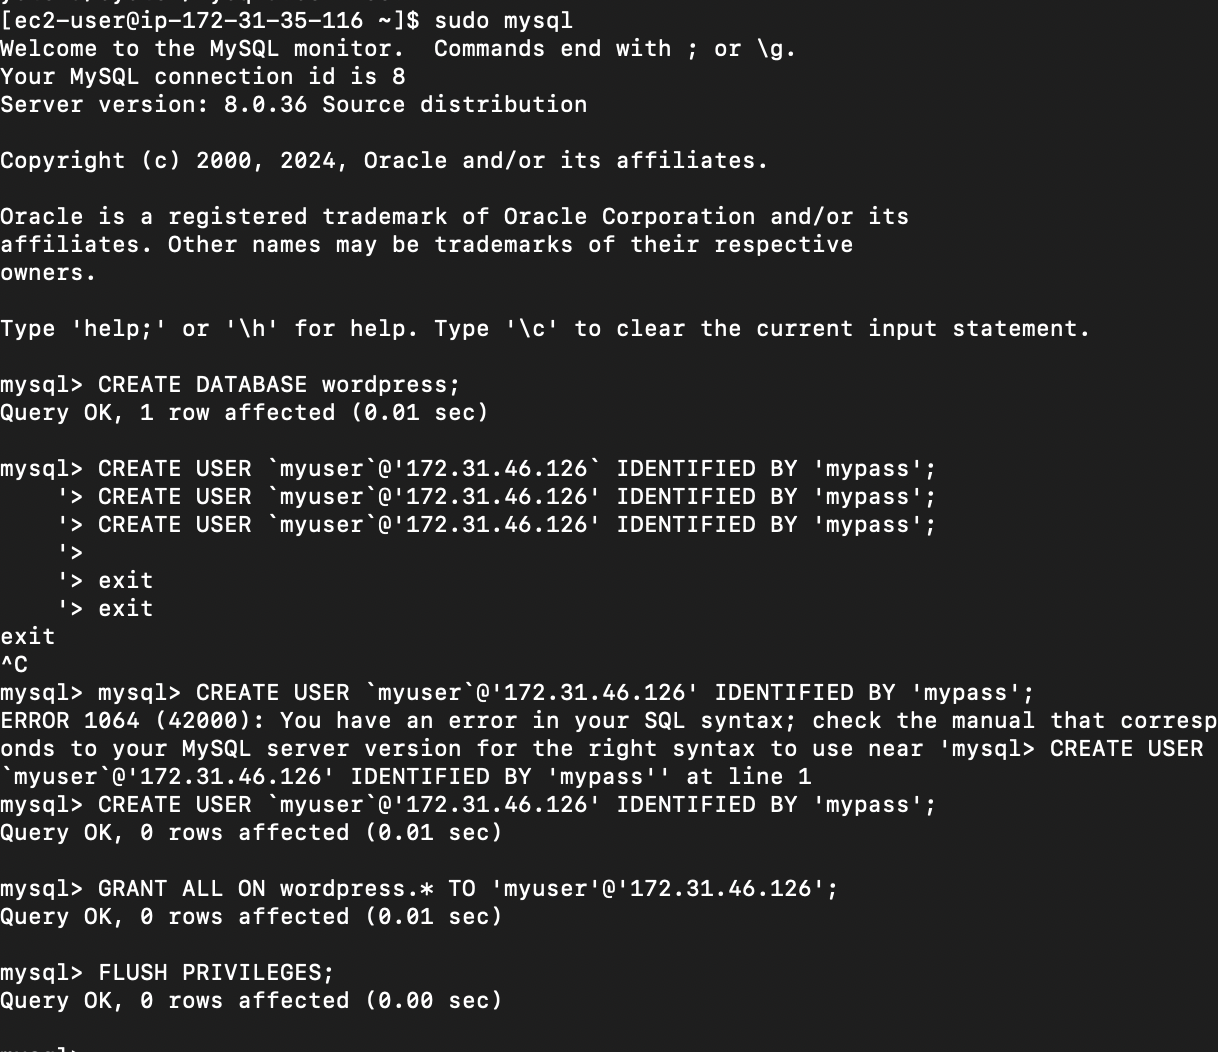 [ec2-user@ip-172-31-35-116 ~]$ sudo mysql
Welcome to the MySQL monitor.  Commands end with ; or \g.
Your MySQL connection id is 8
Server version: 8.0.36 Source distribution
Copyright (c) 2000, 2024, Oracle and/or its affiliates.
Oracle is a registered trademark of Oracle Corporation and/or its
affiliates. Other names may be trademarks of their respective
owners.
Type 'help;' or '\h' for help. Type '\c' to clear the current input statement.
mysql> CREATE DATABASE wordpress;
Query OK, 1 row affected (0.01 sec)
mysql> CREATE USER `myuser`@'172.31.46.126` IDENTIFIED BY 'mypass';
    '> CREATE USER `myuser`@'172.31.46.126' IDENTIFIED BY 'mypass';
    '> CREATE USER `myuser`@'172.31.46.126' IDENTIFIED BY 'mypass';
    '>
    '> exit
    '> exit
exit
^C
mysql> mysql> CREATE USER `myuser`@'172.31.46.126' IDENTIFIED BY 'mypass';
ERROR 1064 (42000): You have an error in your SQL syntax; check the manual that corresp
onds to your MySQL server version for the right syntax to use near 'mysql> CREATE USER
`myuser`@'172.31.46.126' IDENTIFIED BY 'mypass'' at line 1
mysql> CREATE USER `myuser`@'172.31.46.126' IDENTIFIED BY 'mypass';
Query OK, 0 rows affected (0.01 sec)
mysql> GRANT ALL ON wordpress.* TO 'myuser'@'172.31.46.126';
Query OK, 0 rows affected (0.01 sec)
mysql> FLUSH PRIVILEGES;
Query OK, 0 rows affected (0.00 sec)